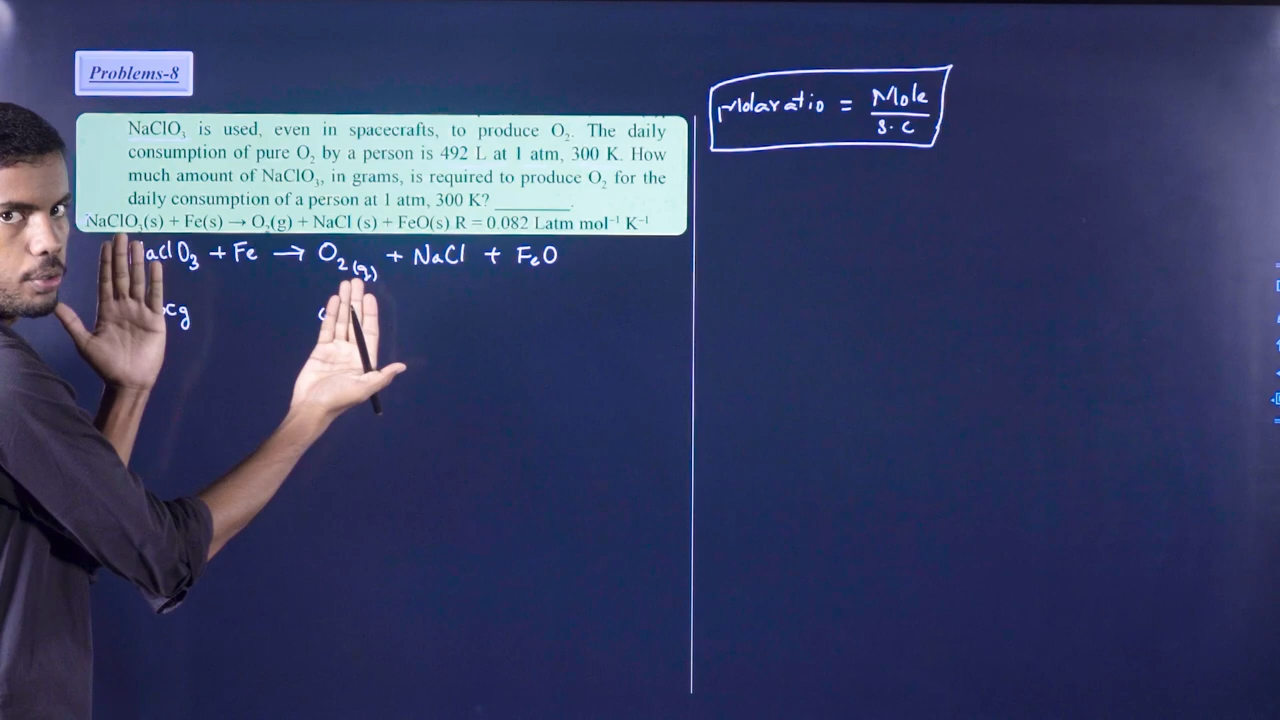 Problems-8
NaClO₃ is used, even in spacecrafts, to produce O₂. The daily
consumption of pure O₂ by a person is 492 L at 1 atm, 300 K. How
much amount of NaClO₃, in grams, is required to produce O₂ for the
daily consumption of a person at 1 atm, 300 K? ________.
NaClO₃(s) + Fe(s) → O₂(g) + NaCl (s) + FeO(s) R = 0.082 Latm mol⁻¹ K⁻¹
NaClO₃ + Fe → O₂(g) + NaCl + FeO
Molaratio = Mole / S.C